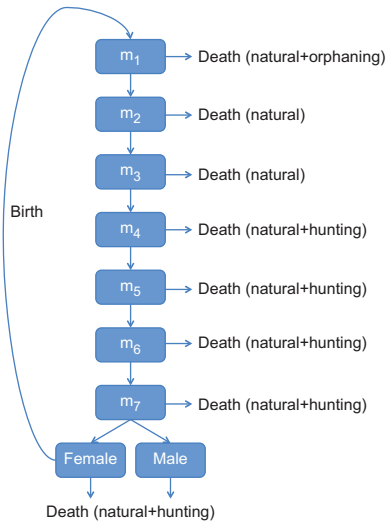 m1 Death (natural+orphaning)
m2 Death (natural)
m3 Death (natural)
Birth
m4 Death (natural+hunting)
m5 Death (natural+hunting)
m6 Death (natural+hunting)
m7 Death (natural+hunting)
Female Male
Death (natural+hunting)